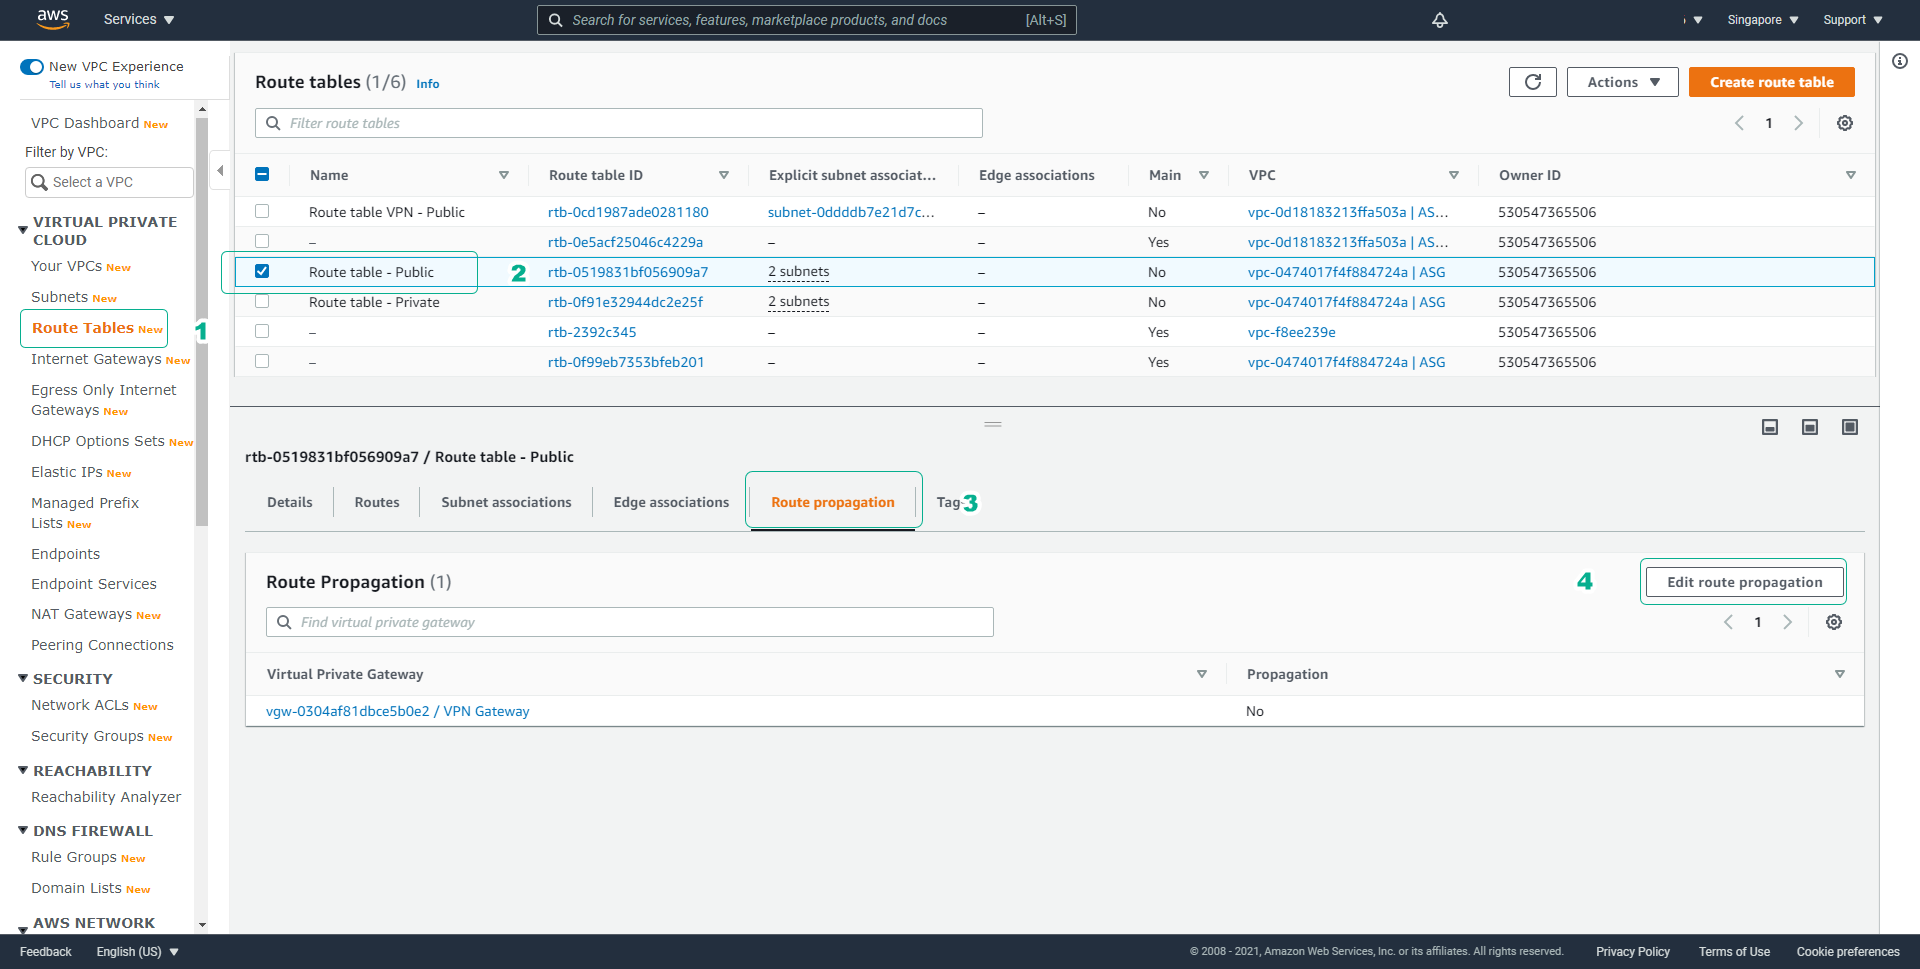 aws
Services
Search for services, features, marketplace products, and docs [Alt+S]
Singapore
Support
New VPC Experience
Tell us what you think
VPC Dashboard New
Filter by VPC:
Select a VPC
VIRTUAL PRIVATE
CLOUD
Your VPCs New
Subnets New
Route Tables New
1
Internet Gateways New
Egress Only Internet
Gateways New
DHCP Options Sets New
Elastic IPs New
Managed Prefix
Lists New
Endpoints
Endpoint Services
NAT Gateways New
Peering Connections
SECURITY
Network ACLs New
Security Groups New
REACHABILITY
Reachability Analyzer
DNS FIREWALL
Rule Groups New
Domain Lists New
AWS NETWORK
Route tables (1/6) Info
Actions
Create route table
Filter route tables
1
Name Route table ID Explicit subnet associat... Edge associations Main VPC Owner ID
Route table VPN - Public rtb-0cd1987ade0281180 subnet-0ddddb7e21d7c... – No vpc-0d18183213ffa503a | AS... 530547365506
– rtb-0e5acf25046c4229a – – Yes vpc-0d18183213ffa503a | AS... 530547365506
Route table - Public 2 rtb-0519831bf056909a7 2 subnets – No vpc-0474017f4f884724a | ASG 530547365506
Route table - Private rtb-0f91e32944dc2e25f 2 subnets – No vpc-0474017f4f884724a | ASG 530547365506
– rtb-2392c345 – – Yes vpc-f8ee239e 530547365506
– rtb-0f99eb7353bfeb201 – – Yes vpc-0474017f4f884724a | ASG 530547365506
rtb-0519831bf056909a7 / Route table - Public
Details Routes Subnet associations Edge associations Route propagation Tag 3
Route Propagation (1)
4
Edit route propagation
Find virtual private gateway
1
Virtual Private Gateway Propagation
vgw-0304af81dbce5b0e2 / VPN Gateway No
Feedback English (US) © 2008 - 2021, Amazon Web Services, Inc. or its affiliates. All rights reserved. Privacy Policy Terms of Use Cookie preferences